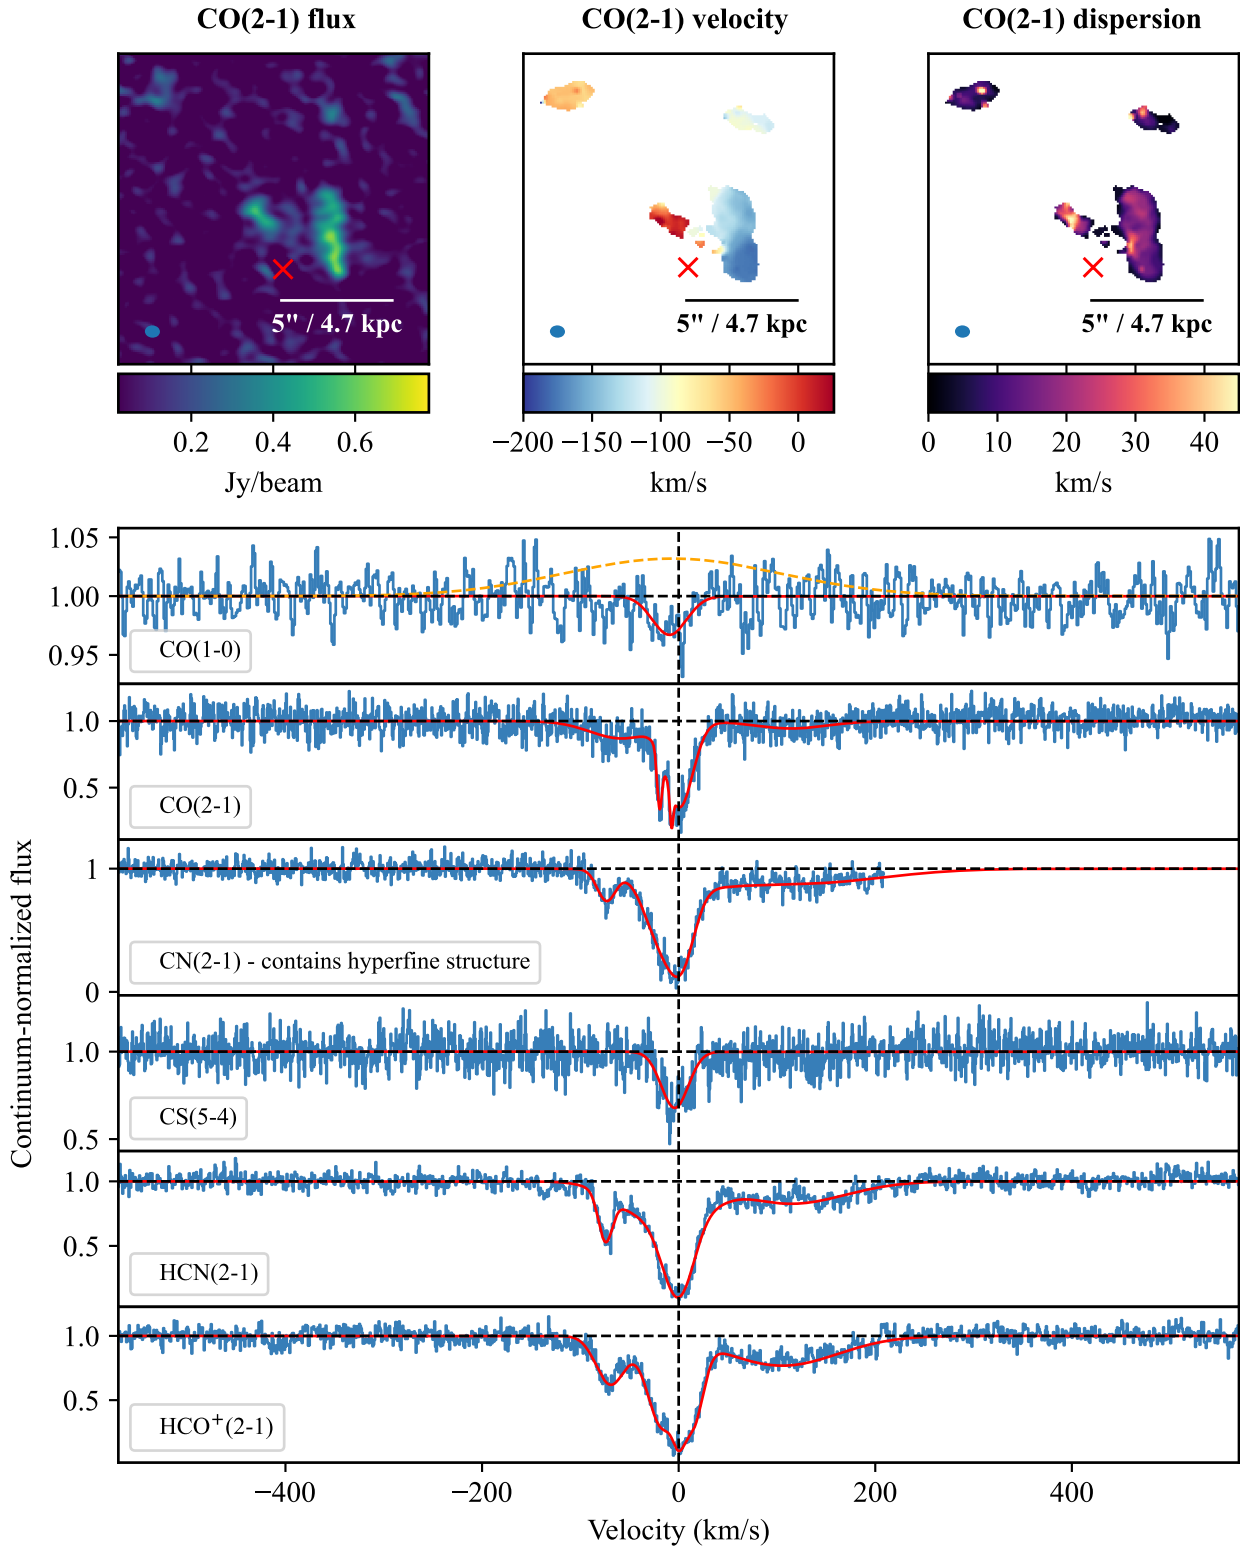 CO(2-1) flux
CO(2-1) velocity
CO(2-1) dispersion
5" / 4.7 kpc
5" / 4.7 kpc
5" / 4.7 kpc
0.2 0.4 0.6
Jy/beam
−200 −150 −100 −50 0
km/s
0 10 20 30 40
km/s
Continuum-normalized flux
1.05
1.00
0.95
CO(1-0)
1.0
0.5
CO(2-1)
1
0
CN(2-1) - contains hyperfine structure
1.0
0.5
CS(5-4)
1.0
0.5
HCN(2-1)
1.0
0.5
HCO⁺(2-1)
−400 −200 0 200 400
Velocity (km/s)